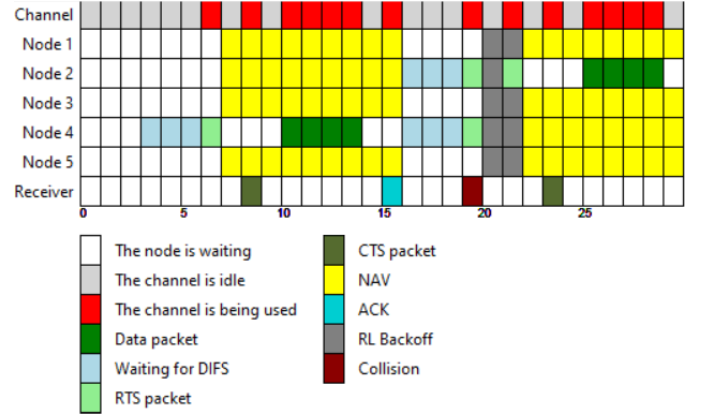 Channel
Node 1
Node 2
Node 3
Node 4
Node 5
Receiver
0 5 10 15 20 25
The node is waiting
The channel is idle
The channel is being used
Data packet
Waiting for DIFS
RTS packet
CTS packet
NAV
ACK
RL Backoff
Collision